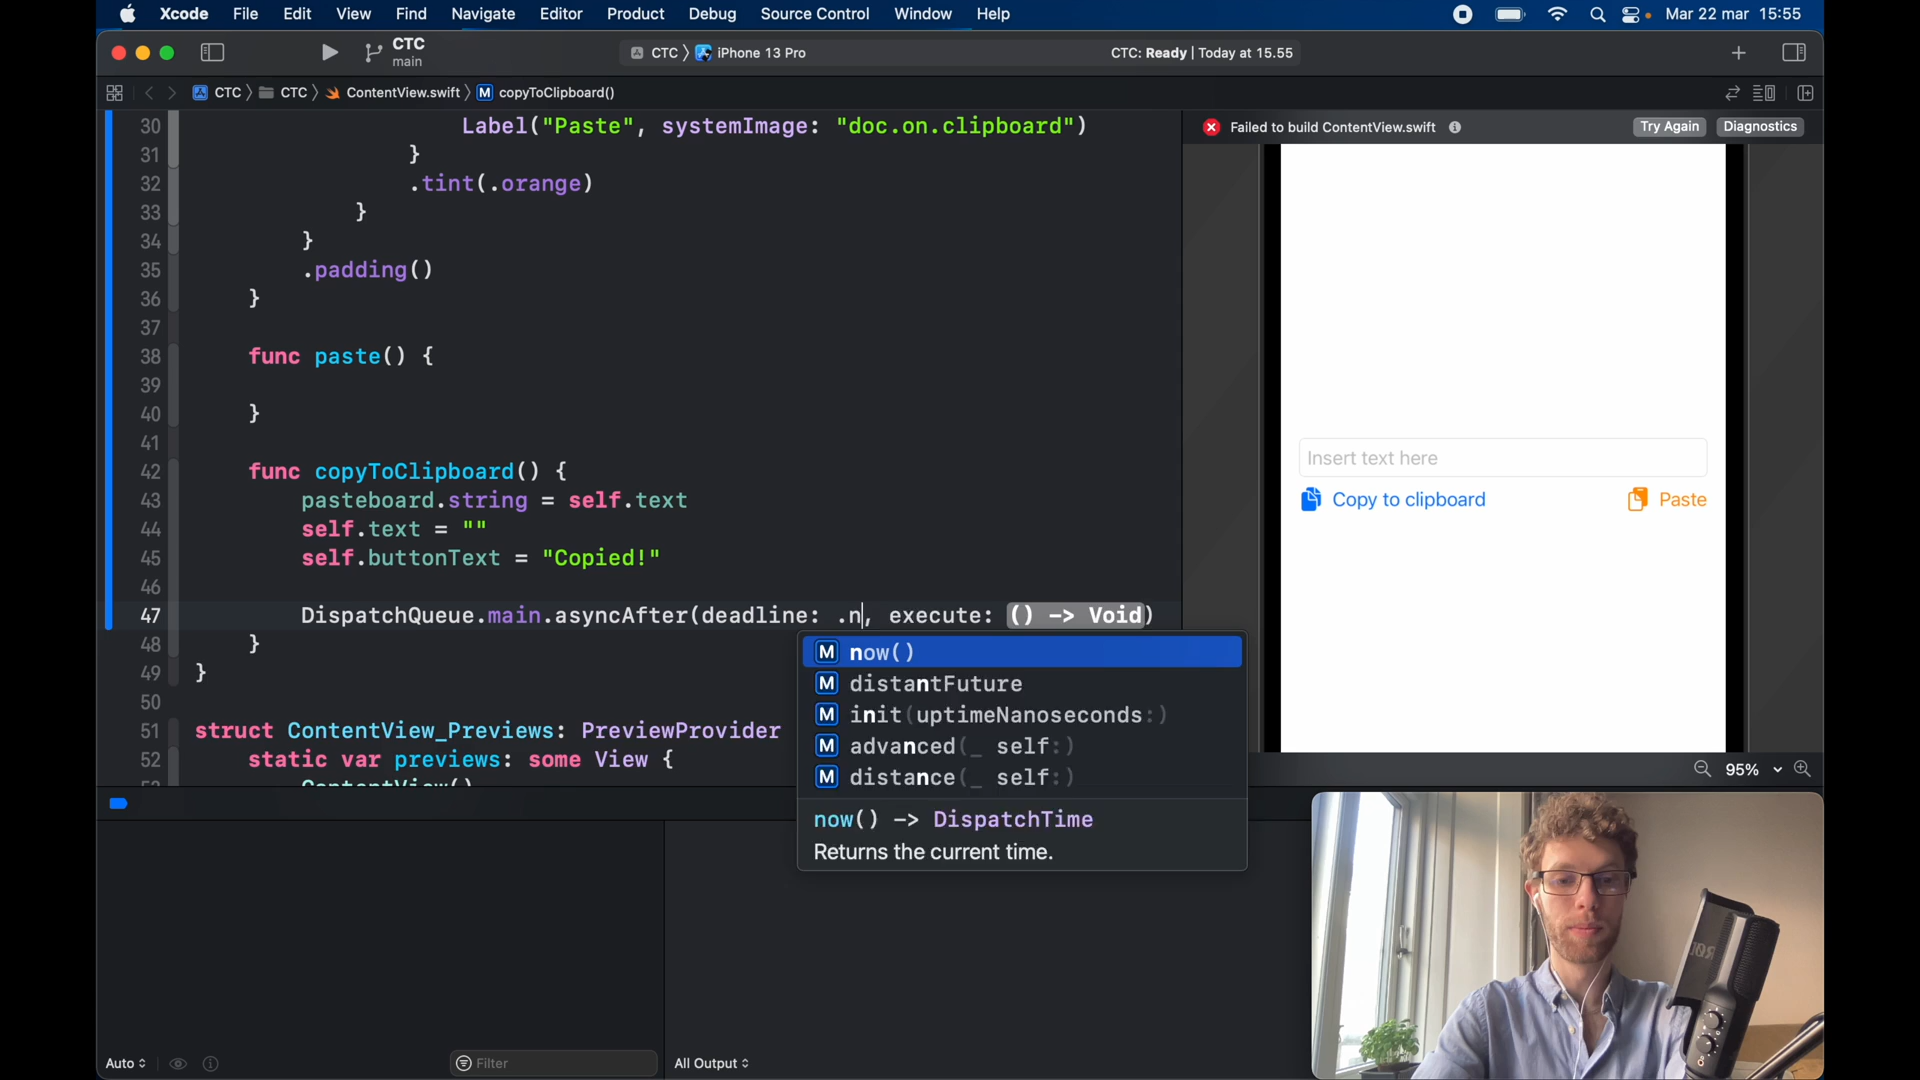 Xcode File Edit View Find Navigate Editor Product Debug Source Control Window Help Mar 22 mar 15:55
CTC
main
CTC iPhone 13 Pro
CTC: Ready | Today at 15.55
CTC CTC ContentView.swift M copyToClipboard()
30 Label("Paste", systemImage: "doc.on.clipboard")
31 }
32 .tint(.orange)
33 }
34 }
35 .padding()
36 }
37
38 func paste() {
39
40 }
41
42 func copyToClipboard() {
43 pasteboard.string = self.text
44 self.text = ""
45 self.buttonText = "Copied!"
46
47 DispatchQueue.main.asyncAfter(deadline: .n, execute: () -> Void)
48 }
49 }
50
51 struct ContentView_Previews: PreviewProvider
52 static var previews: some View {
M now()
M distantFuture
M init(uptimeNanoseconds:)
M advanced(_ self:)
M distance(_ self:)
now() -> DispatchTime
Returns the current time.
Failed to build ContentView.swift
Try Again Diagnostics
Insert text here
Copy to clipboard Paste
95%
Auto
Filter
All Output